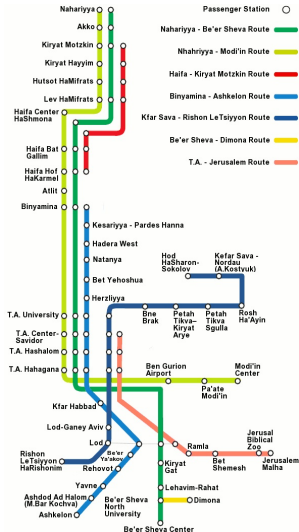 Nahariyya
Akko
Kiryat Motzkin
Kiryat Hayyim
Hutsot HaMifrats
Lev HaMifrats
Haifa Center
HaShmona
Haifa Bat
Gallim
Haifa Hof
HaKarmel
Atlit
Binyamina
Passenger Station
Nahariyya - Be'er Sheva Route
Nhahriyya - Modi'in Route
Haifa - Kiryat Motzkin Route
Binyamina - Ashkelon Route
Kfar Sava - Rishon LeTsiyyon Route
Be'er Sheva - Dimona Route
T.A. - Jerusalem Route
Kesariyya - Pardes Hanna
Hadera West
Natanya
Bet Yehoshua
Herzliyya
Hod
HaSharon-
Sokolov
Kefar Sava -
Nordau
(A.Kostyuk)
T.A. University
T.A. Center-
Savidor
T.A. Hashalom
T.A. Hahagana
Bne
Brak
Petah
Tikva-
Kiryat
Arye
Petah
Tikva
Sgulla
Rosh
Ha'Ayin
Ben Gurion
Airport
Pa'ate
Modi'in
Modi'in
Center
Kfar Habbad
Lod-Ganey Aviv
Lod
Rishon
LeTsiyyon
HaRishonim
Be'er
Ya'akov
Rehovot
Yavne
Ashdod Ad Halom
(M.Bar Kochva)
Ashkelon
Ramla
Bet
Shemesh
Jerusal
Biblical
Zoo
Jerusalem
Malha
Kiryat
Gat
Lehavim-Rahat
Be'er Sheva
North
University
Dimona
Be'er Sheva Center